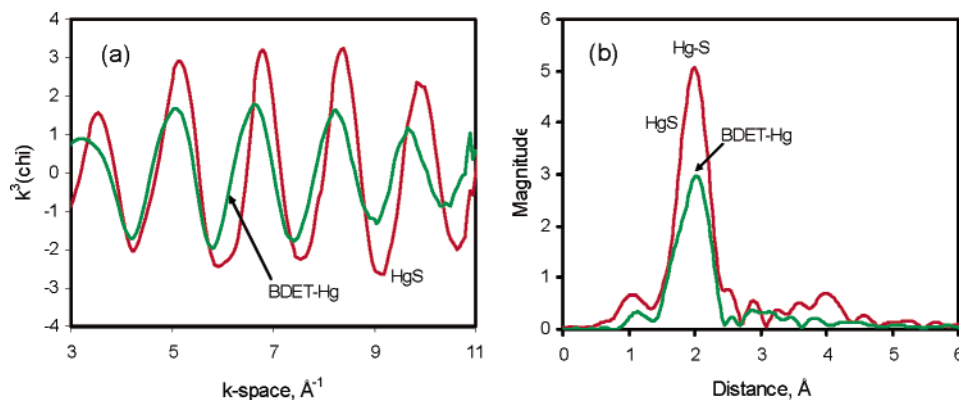 (a)
k³(chi)
4
3
2
1
0
-1
-2
-3
-4
BDET-Hg
HgS
3
5
7
9
11
k-space, Å⁻¹
(b)
Magnitude
6
5
4
3
2
1
0
Hg-S
HgS
BDET-Hg
0
1
2
3
4
5
6
Distance, Å